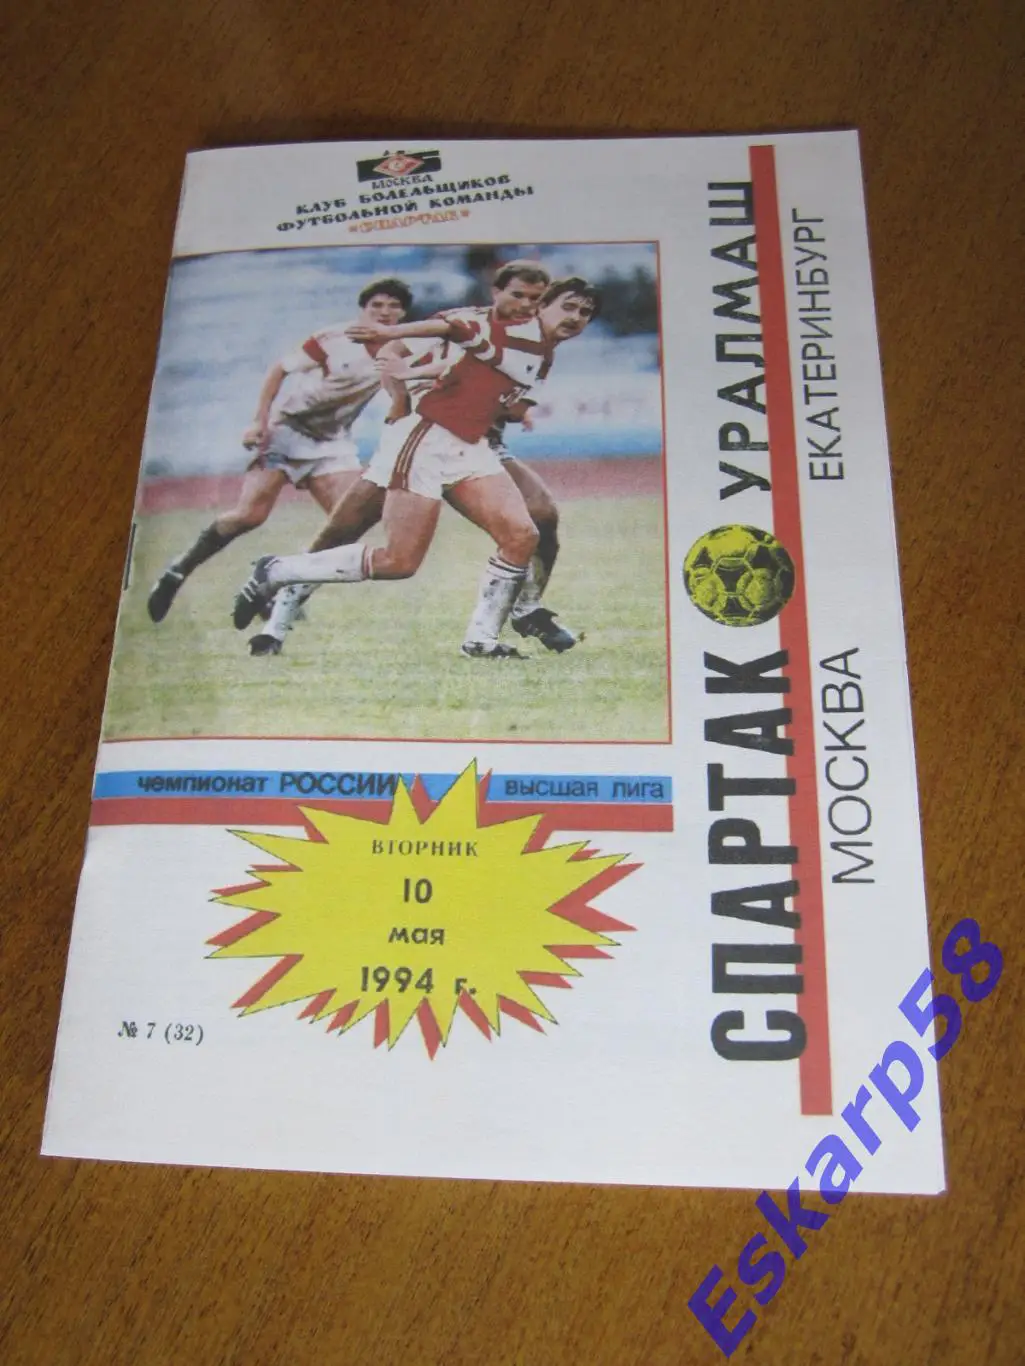 МОСКВА
КЛУБ БОЛЕЛЬЩИКОВ
ФУТБОЛЬНОЙ КОМАНДЫ
«СПАРТАК»
СПАРТАК УРАЛМАШ
МОСКВА ЕКАТЕРИНБУРГ
чемпионат РОССИИ высшая лига
ВТОРНИК
10
мая
1994 г.
№ 7 (32)
Eskarp58